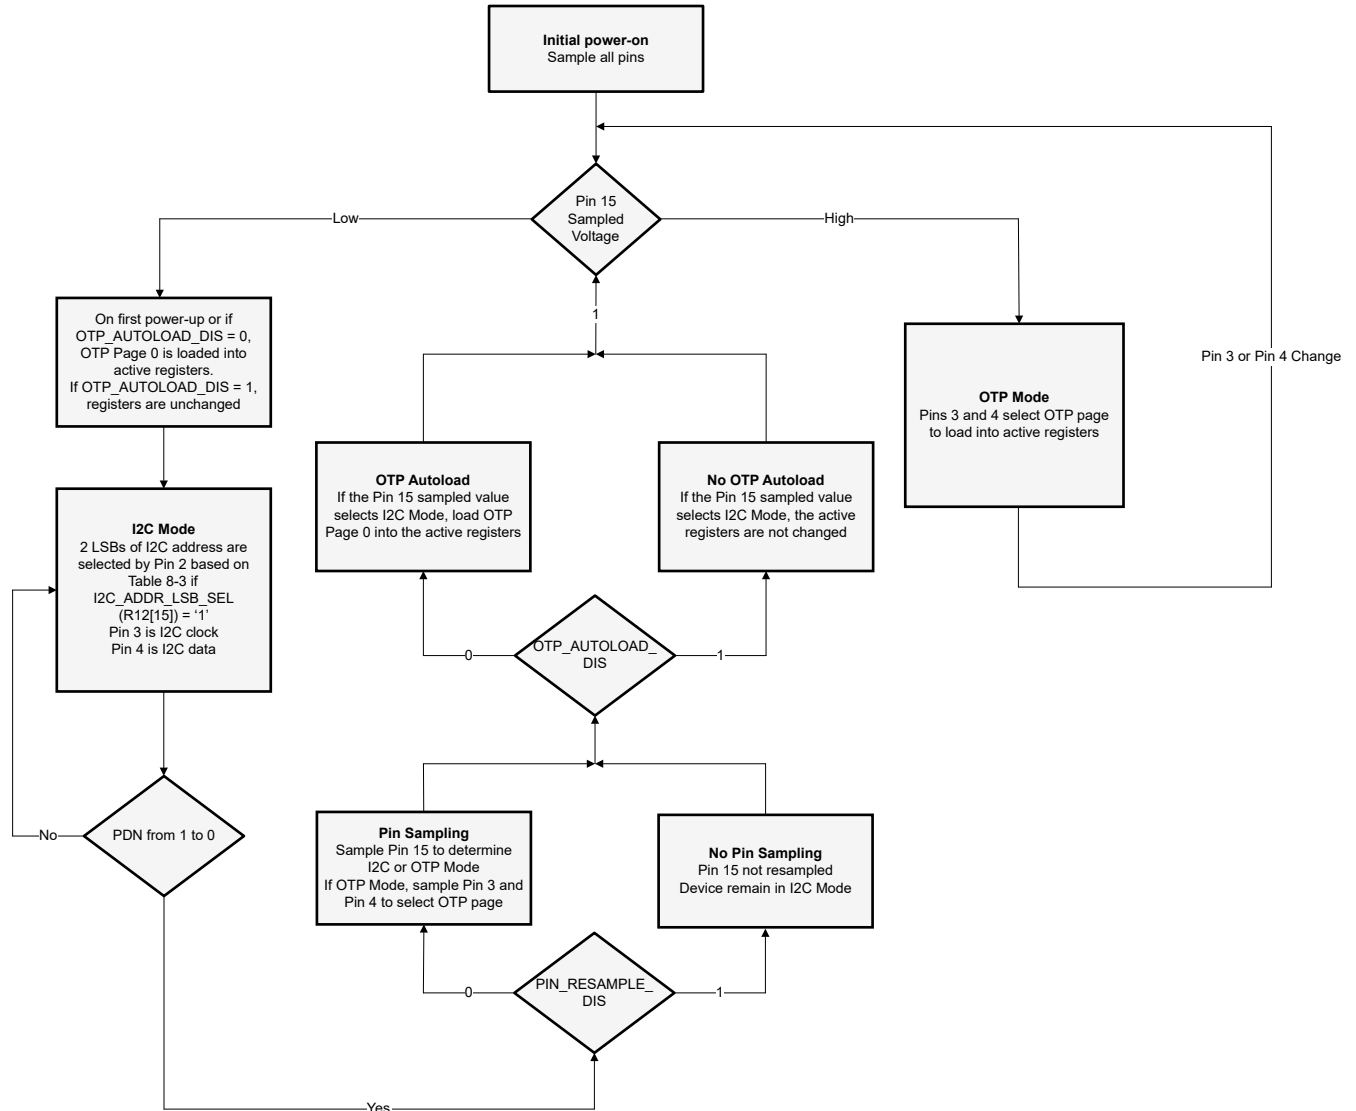 Initial power-on
Sample all pins
Pin 15
Sampled
Voltage
Low
High
On first power-up or if
OTP_AUTOLOAD_DIS = 0,
OTP Page 0 is loaded into
active registers.
If OTP_AUTOLOAD_DIS = 1,
registers are unchanged
1
OTP Mode
Pins 3 and 4 select OTP page
to load into active registers
Pin 3 or Pin 4 Change
OTP Autoload
If the Pin 15 sampled value
selects I2C Mode, load OTP
Page 0 into the active registers
No OTP Autoload
If the Pin 15 sampled value
selects I2C Mode, the active
registers are not changed
I2C Mode
2 LSBs of I2C address are
selected by Pin 2 based on
Table 8-3 if
I2C_ADDR_LSB_SEL
(R12[15]) = ‘1’
Pin 3 is I2C clock
Pin 4 is I2C data
OTP_AUTOLOAD_
DIS
0
1
PDN from 1 to 0
No
Pin Sampling
Sample Pin 15 to determine
I2C or OTP Mode
If OTP Mode, sample Pin 3 and
Pin 4 to select OTP page
No Pin Sampling
Pin 15 not resampled
Device remain in I2C Mode
PIN_RESAMPLE_
DIS
0
1
Yes